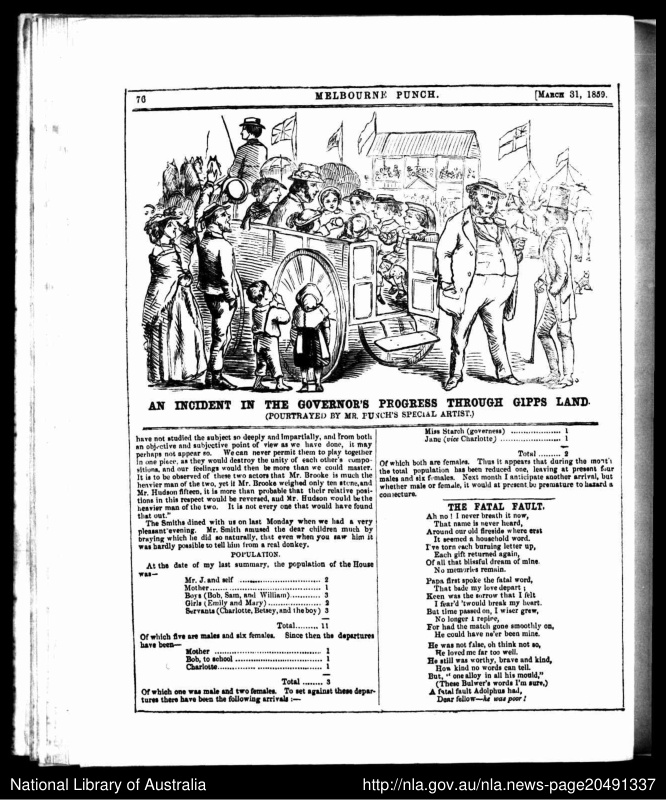 76
MELBOURNE PUNCH.
[MARCH 31, 1859.
AN INCIDENT IN THE GOVERNOR'S PROGRESS THROUGH GIPPS LAND.
(POURTRAYED BY MR. PUNCH'S SPECIAL ARTIST.)
have not studied the subject so deeply and impartially, and from both
an objective and subjective point of view as we have done, it may
perhaps not appear so. We can never permit them to play together
in one piece, as they would destroy the unity of each other's compo-
sitions, and our feelings would then be more than we could master.
It is to be observed of these two actors that Mr. Brooke is much the
heavier man of the two, yet if Mr. Brooke weighed only ten stone, and
Mr. Hudson fifteen, it is more than probable that their relative posi-
tions in this respect would be reversed, and Mr. Hudson would be the
heavier man of the two. It is not every one that would have found
that out."
The Smiths dined with us on last Monday when we had a very
pleasant evening. Mr. Smith amused the dear children much by
braying which he did so naturally, that even when you saw him it
was hardly possible to tell him from a real donkey.
POPULATION.
At the date of my last summary, the population of the House
was—
Mr. J. and self ........................ 2
Mother ........................ 1
Boys (Bob, Sam, and William) ............ 3
Girls (Emily and Mary) .................. 2
Servants (Charlotte, Betsey, and the boy) 3
Total........ 11
Of which five are males and six females. Since then the departures
have been—
Mother ........................ 1
Bob, to school ........................ 1
Charlotte ........................ 1
Total ........ 3
Of which one was male and two females. To set against these depar-
tures there have been the following arrivals :—
Miss Starch (governess) .................. 1
Jane (vice Charlotte) .................. 1
Total ........ 2
Of which both are females. Thus it appears that during the month
the total population has been reduced one, leaving at present four
males and six females. Next month I anticipate another arrival, but
whether male or female, it would at present be premature to hazard a
conjecture.
THE FATAL FAULT.
Ah no! I never breath it now,
That name is never heard,
Around our old fireside where erst
It seemed a household word.
I've torn each burning letter up,
Each gift returned again,
Of all that blissful dream of mine
No memories remain.
Papa first spoke the fatal word,
That bade my love depart;
Keen was the sorrow that I felt
I fear'd 'twould break my heart.
But time passed on, I wiser grew,
No longer I repine,
For had the match gone smoothly on,
He could have ne'er been mine.
He was not false, oh think not so,
He loved me far too well.
He still was worthy, brave and kind,
How kind no words can tell.
But, "one alloy in all his mould,"
(These Bulwer's words I'm sure,)
A fatal fault Adolphus had,
Dear fellow—he was poor!
National Library of Australia
http://nla.gov.au/nla.news-page20491337